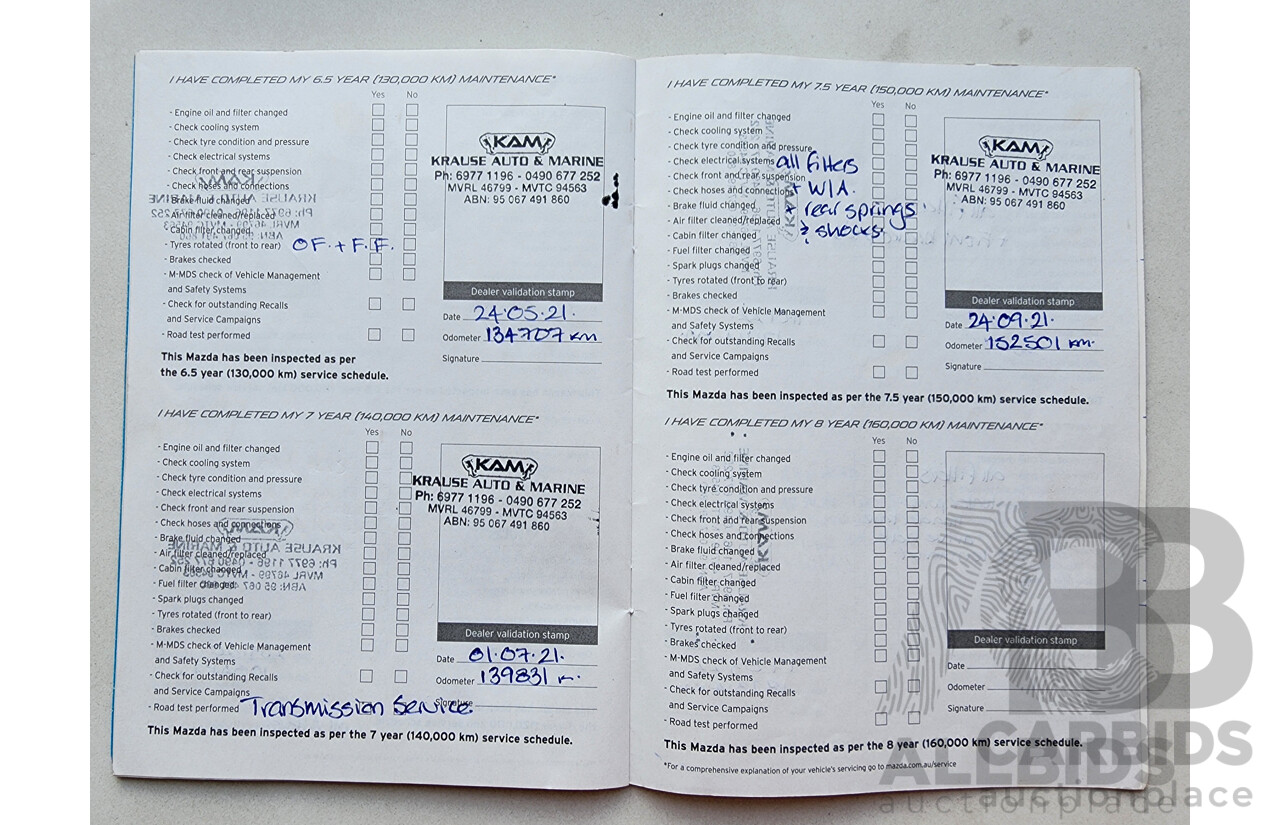 I HAVE COMPLETED MY 6.5 YEAR (130,000 KM) MAINTENANCE*
Yes No
- Engine oil and filter changed
- Check cooling system
- Check tyre condition and pressure
- Check electrical systems
- Check front and rear suspension
- Check hoses and connections
- Brake fluid changed
- Air filter cleaned/replaced
- Cabin filter changed
- Tyres rotated (front to rear) OF. + F.F.
- Brakes checked
- M-MDS check of Vehicle Management
and Safety Systems
- Check for outstanding Recalls
and Service Campaigns
- Road test performed
KAM
KRAUSE AUTO & MARINE
Ph: 6977 1196 - 0490 677 252
MVRL 46799 - MVTC 94563
ABN: 95 067 491 860
Dealer validation stamp
Date 24.05.21.
Odometer 134707 km
Signature
This Mazda has been inspected as per
the 6.5 year (130,000 km) service schedule.
I HAVE COMPLETED MY 7 YEAR (140,000 KM) MAINTENANCE*
Yes No
- Engine oil and filter changed
- Check cooling system
- Check tyre condition and pressure
- Check electrical systems
- Check front and rear suspension
- Check hoses and connections
- Brake fluid changed
- Air filter cleaned/replaced
- Cabin filter changed
- Fuel filter changed
- Spark plugs changed
- Tyres rotated (front to rear)
- Brakes checked
- M-MDS check of Vehicle Management
and Safety Systems
- Check for outstanding Recalls
and Service Campaigns
- Road test performed Transmission Service.
KAM
KRAUSE AUTO & MARINE
Ph: 6977 1196 - 0490 677 252
MVRL 46799 - MVTC 94563
ABN: 95 067 491 860
Dealer validation stamp
Date 01.07.21.
Odometer 139831
Signature
This Mazda has been inspected as per the 7 year (140,000 km) service schedule.
I HAVE COMPLETED MY 7.5 YEAR (150,000 KM) MAINTENANCE*
Yes No
- Engine oil and filter changed
- Check cooling system
- Check tyre condition and pressure
- Check electrical systems all filters
- Check front and rear suspension
- Check hoses and connections + W/A.
- Brake fluid changed + rear springs
- Air filter cleaned/replaced & shocks
- Cabin filter changed
- Fuel filter changed
- Spark plugs changed
- Tyres rotated (front to rear)
- Brakes checked
- M-MDS check of Vehicle Management
and Safety Systems
- Check for outstanding Recalls
and Service Campaigns
- Road test performed
KAM
KRAUSE AUTO & MARINE
Ph: 6977 1196 - 0490 677 252
MVRL 46799 - MVTC 94563
ABN: 95 067 491 860
Dealer validation stamp
Date 24.09.21.
Odometer 152501 km.
Signature
This Mazda has been inspected as per the 7.5 year (150,000 km) service schedule.
I HAVE COMPLETED MY 8 YEAR (160,000 KM) MAINTENANCE*
Yes No
- Engine oil and filter changed
- Check cooling system
- Check tyre condition and pressure
- Check electrical systems
- Check front and rear suspension
- Check hoses and connections
- Brake fluid changed
- Air filter cleaned/replaced
- Cabin filter changed
- Fuel filter changed
- Spark plugs changed
- Tyres rotated (front to rear)
- Brakes checked
- M-MDS check of Vehicle Management
and Safety Systems
- Check for outstanding Recalls
and Service Campaigns
- Road test performed
Dealer validation stamp
Date
Odometer
Signature
This Mazda has been inspected as per the 8 year (160,000 km) service schedule.
*For a comprehensive explanation of your vehicle's servicing go to mazda.com.au/service
CARBIDS
ALLBIDS
auctionplace